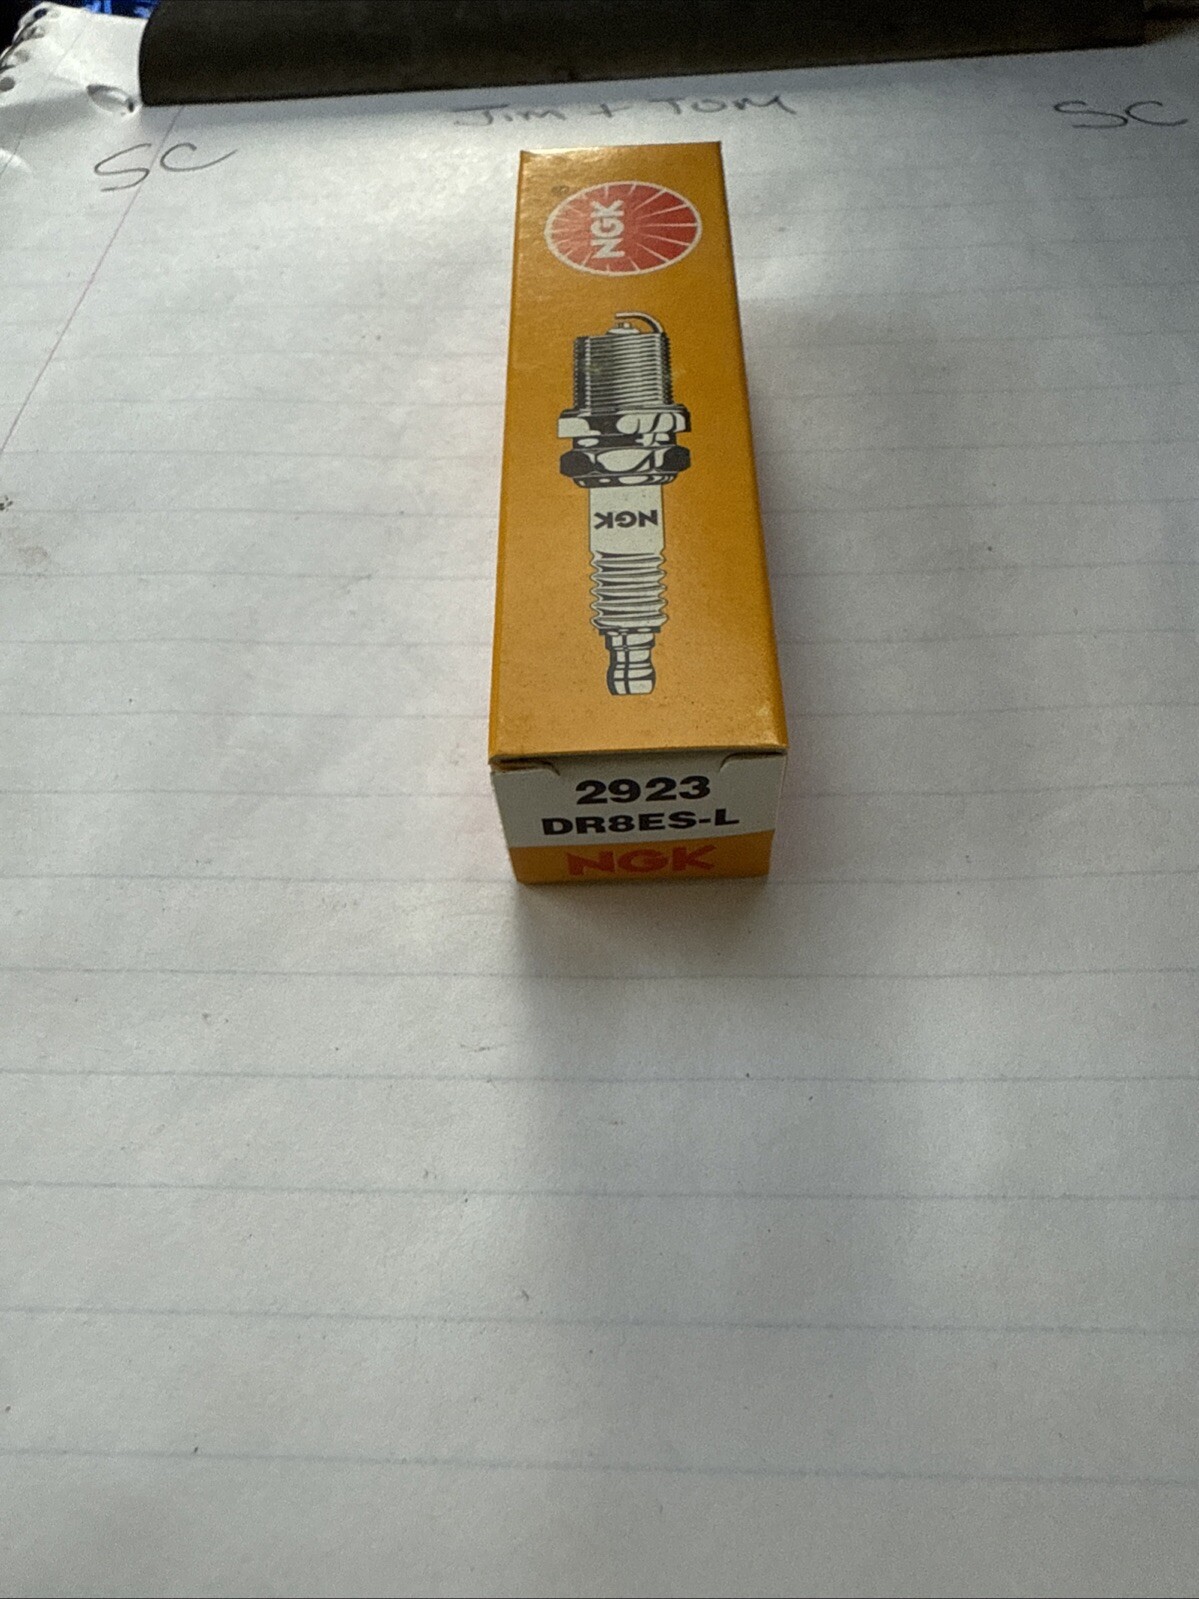 Jim + Tom
SC
SC
NGK
®
NGK
2923
DR8ES-L
NGK